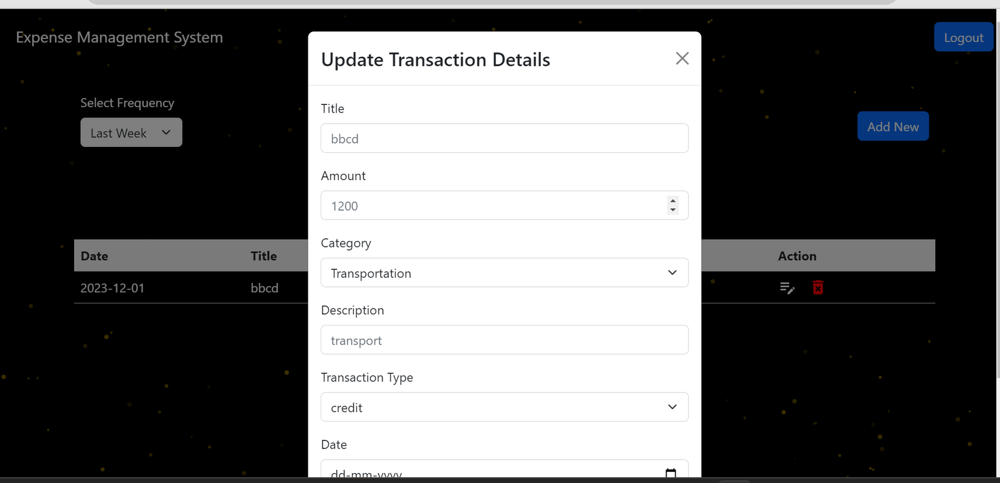 Expense Management System
Logout
Update Transaction Details
Select Frequency
Last Week
Add New
Title
bbcd
Amount
1200
Category
Transportation
Description
transport
Transaction Type
credit
Date
dd-mm-yyyy
Date Title Action
2023-12-01 bbcd